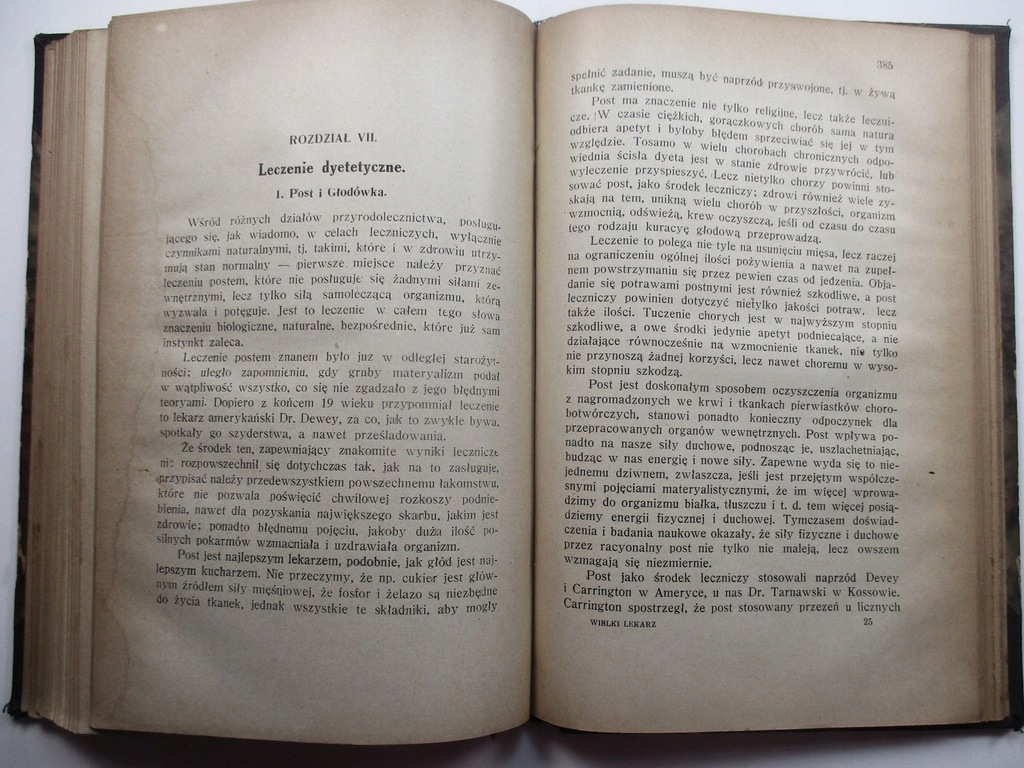 ROZDZIAŁ VII.
Leczenie dyetetyczne.
1. Post i Głodówka.
Wśród różnych działów przyrodolecznictwa, posługu-
jącego się, jak wiadomo, w celach leczniczych, wyłącznie
czynnikami naturalnymi, tj. takimi, które i w zdrowiu utrzy-
mują stan normalny — pierwsze miejsce należy przyznać
leczeniu postem, które nie posługuje się żadnymi siłami ze-
wnętrznymi, lecz tylko siłą samoleczącą organizmu, którą
wyzwala i potęguje. Jest to leczenie w całem tego słowa
znaczeniu biologiczne, naturalne, bezpośrednie, które już sam
instynkt zaleca.
Leczenie postem znanem było już w odległej starożyt-
ności; uległo zapomnieniu, gdy gruby materyalizm podał
w wątpliwość wszystko, co się nie zgadzało z jego błędnymi
teoryami. Dopiero z końcem 19 wieku przypomniał leczenie
to lekarz amerykański Dr. Dewey, za co, jak to zwykle bywa,
spotkały go szyderstwa, a nawet prześladowania.
Że środek ten, zapewniający znakomite wyniki lecznicze
nie rozpowszechnił się dotychczas tak, jak na to zasługuje,
przypisać należy przedewszystkiem powszechnemu łakomstwu,
które nie pozwala poświęcić chwilowej rozkoszy podnie-
bienia, nawet dla pozyskania największego skarbu, jakim jest
zdrowie; ponadto błędnemu pojęciu, jakoby duża ilość po-
silnych pokarmów wzmacniała i uzdrawiała organizm.
Post jest najlepszym lekarzem, podobnie, jak głód jest naj-
lepszym kucharzem. Nie przeczymy, że np. cukier jest głów-
nym źródłem siły mięśniowej, że fosfor i żelazo są niezbędne
do życia tkanek, jednak wszystkie te składniki, aby mogły
385
spełnić zadanie, muszą być naprzód przyswojone, tj. w żywą
tkankę zamienione.
Post ma znaczenie nie tylko religijne, lecz także leczni-
cze. W czasie ciężkich, gorączkowych chorób sama natura
odbiera apetyt i byłoby błędem sprzeciwiać się jej w tym
względzie. Tosamo w wielu chorobach chronicznych odpo-
wiednia ścisła dyeta jest w stanie zdrowie przywrócić, lub
wyleczenie przyspieszyć. Lecz nietylko chorzy powinni sto-
sować post, jako środek leczniczy; zdrowi również wiele zy-
skają na tem, unikną wielu chorób w przyszłości, organizm
wzmocnią, odświeżą, krew oczyszczą, jeśli od czasu do czasu
tego rodzaju kuracyę głodową przeprowadzą.
Leczenie to polega nie tyle na usunięciu mięsa, lecz raczej
na ograniczeniu ogólnej ilości pożywienia a nawet na zupeł-
nem powstrzymaniu się przez pewien czas od jedzenia. Obja-
danie się potrawami postnymi jest również szkodliwe, a post
leczniczy powinien dotyczyć nietylko jakości potraw, lecz
także ilości. Tuczenie chorych jest w najwyższym stopniu
szkodliwe, a owe środki jedynie apetyt podniecające, a nie
działające równocześnie na wzmocnienie tkanek, nie tylko
nie przynoszą żadnej korzyści, lecz nawet choremu w wyso-
kim stopniu szkodzą.
Post jest doskonałym sposobem oczyszczenia organizmu
z nagromadzonych we krwi i tkankach pierwiastków choro-
botwórczych, stanowi ponadto konieczny odpoczynek dla
przepracowanych organów wewnętrznych. Post wpływa po-
nadto na nasze siły duchowe, podnosząc je, uszlachetniając,
budząc w nas energię i nowe siły. Zapewne wyda się to nie-
jednemu dziwnem, zwłaszcza, jeśli jest przejętym współcze-
snymi pojęciami materyalistycznymi, że im więcej wprowa-
dzimy do organizmu białka, tłuszczu i t. d. tem więcej posią-
dziemy energii fizycznej i duchowej. Tymczasem doświad-
czenia i badania naukowe okazały, że siły fizyczne i duchowe
przez racyonalny post nie tylko nie maleją, lecz owszem
wzmagają się niezmiernie.
Post jako środek leczniczy stosowali naprzód Devey
i Carrington w Ameryce, u nas Dr. Tarnawski w Kossowie.
Carrington spostrzegł, że post stosowany przezeń u licznych
WIELKI LEKARZ 25